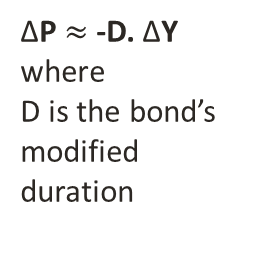 ΔP ≈ -D. ΔY
where
D is the bond’s
modified
duration